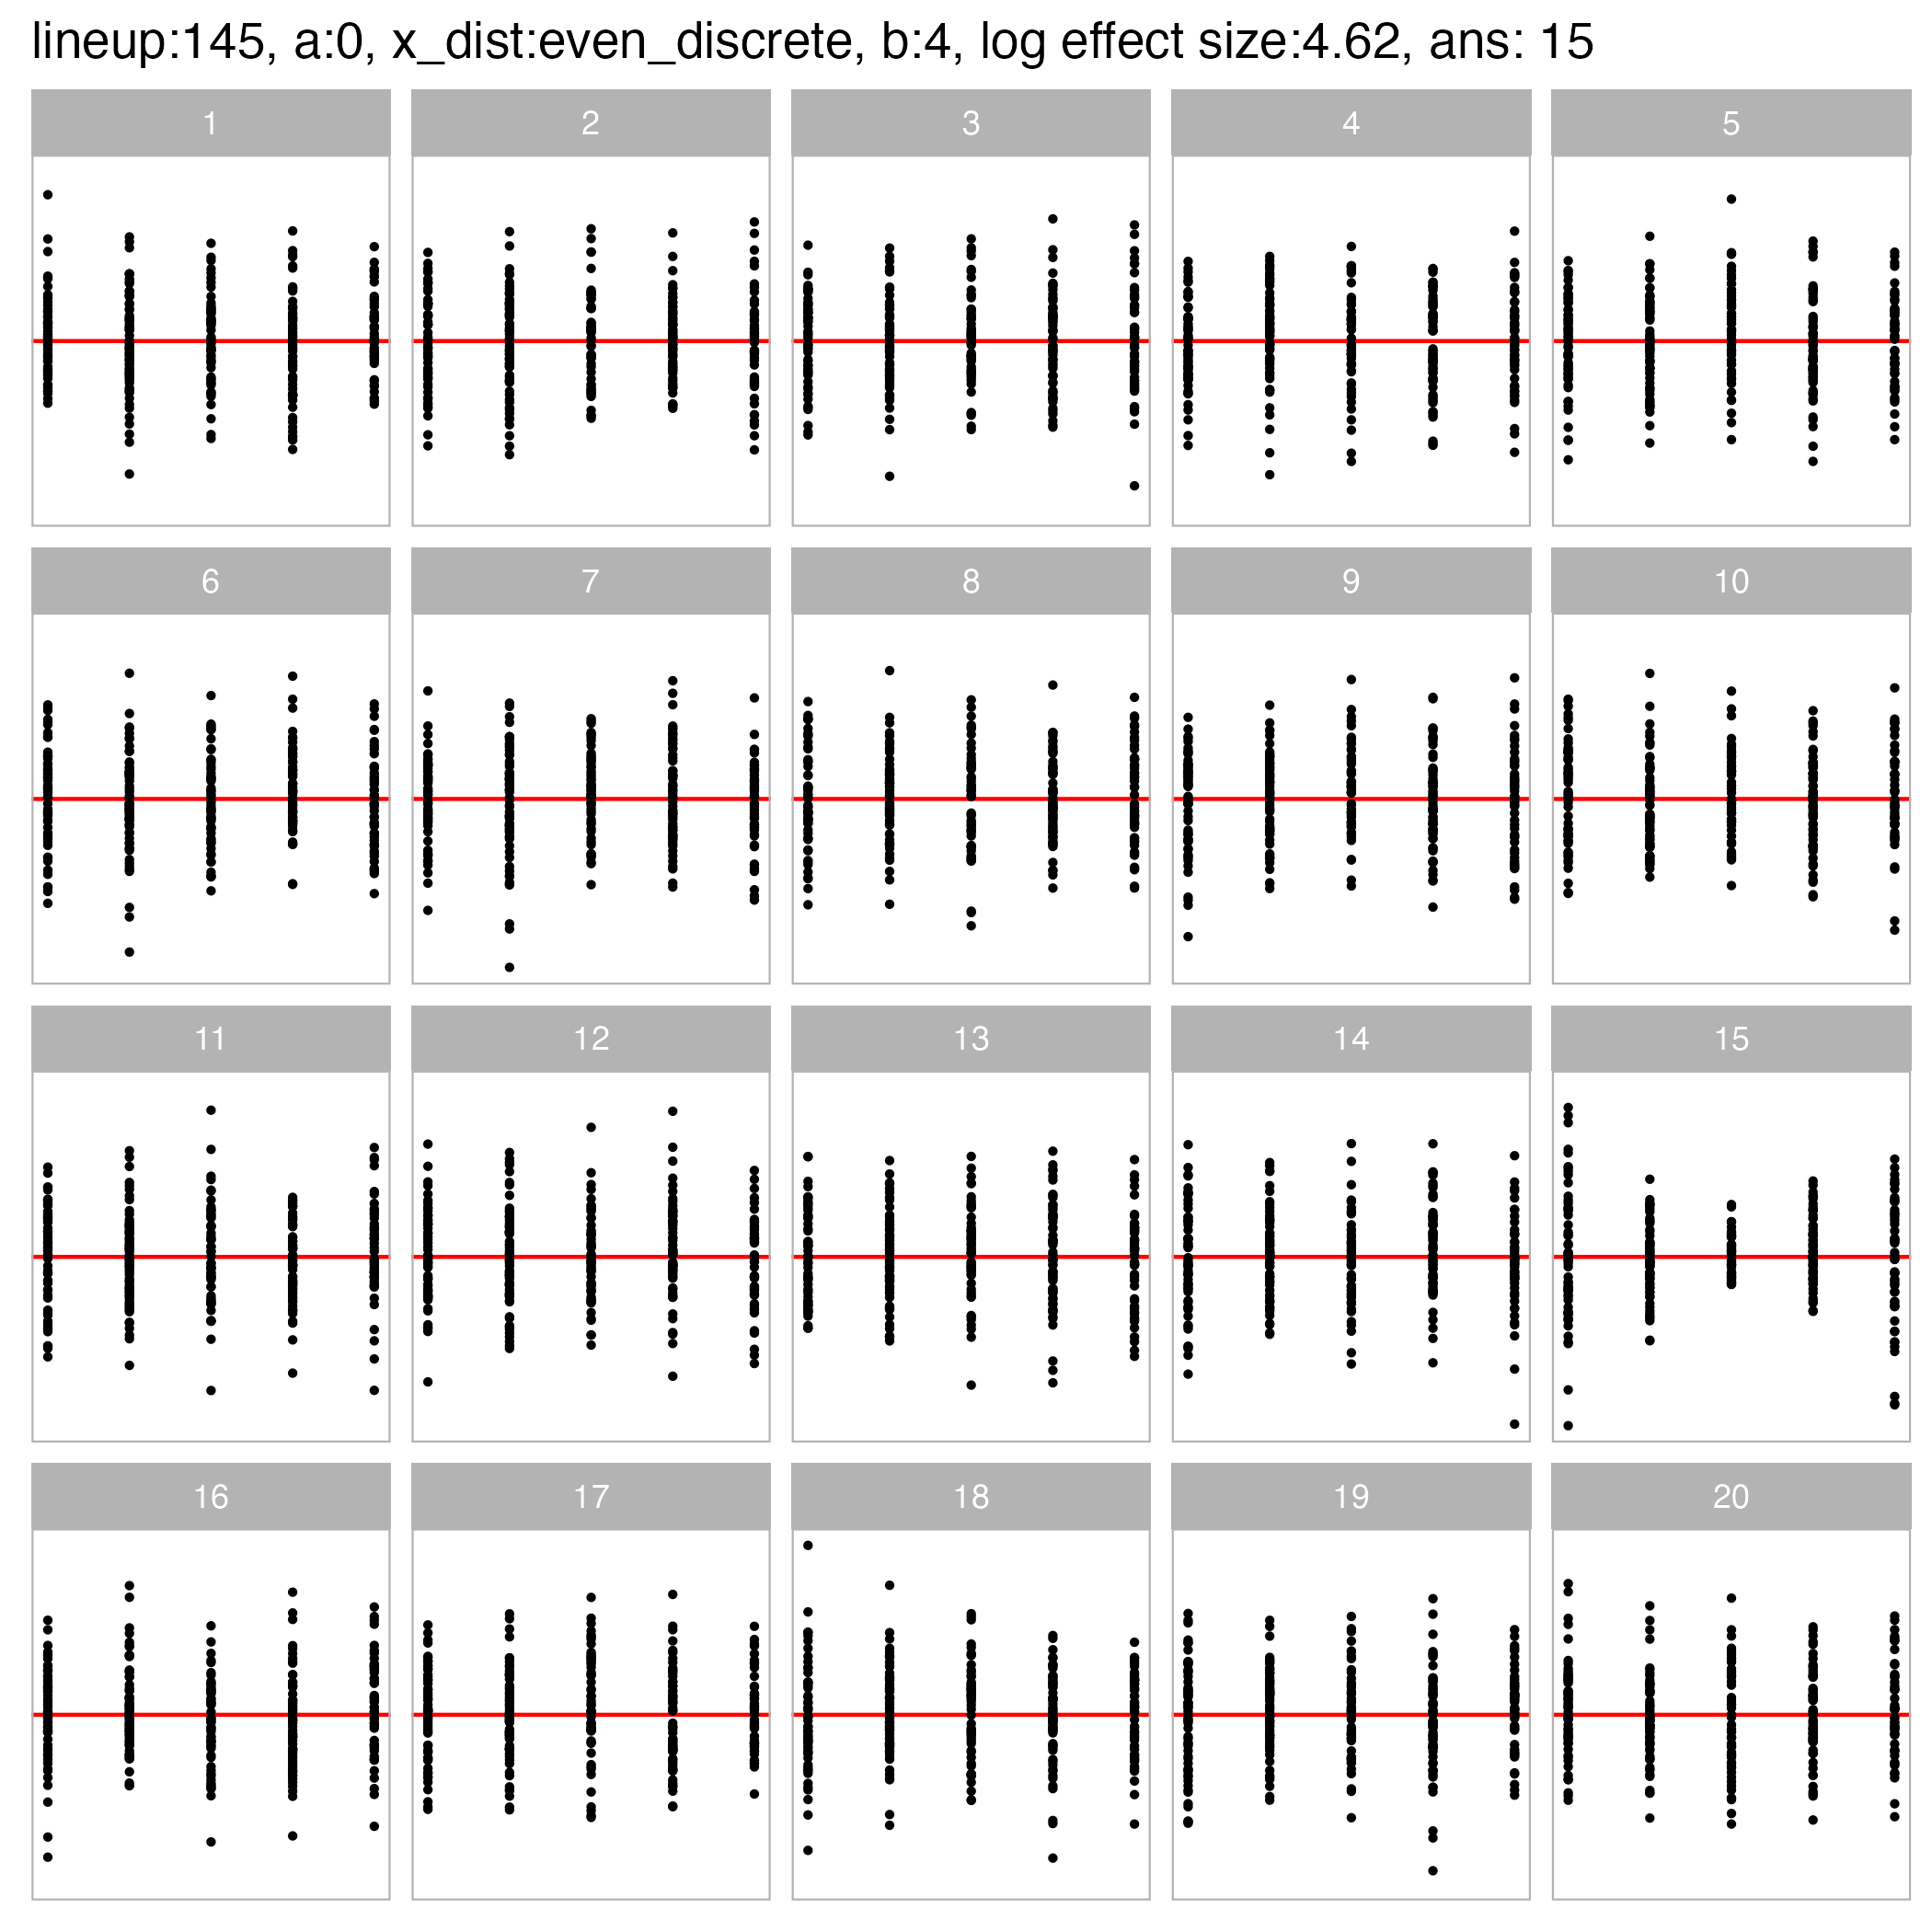 lineup:145, a:0, x_dist:even_discrete, b:4, log effect size:4.62, ans: 15
1 2 3 4 5
6 7 8 9 10
11 12 13 14 15
16 17 18 19 20